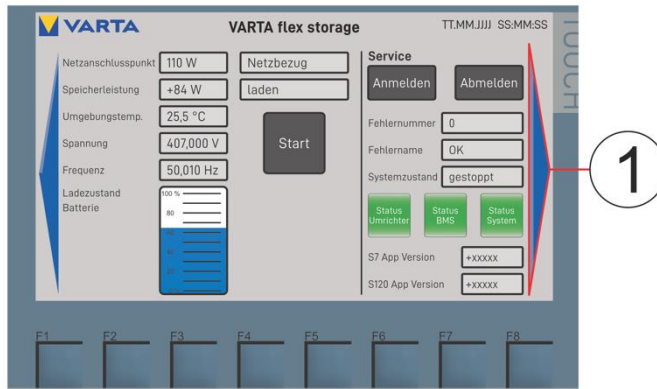 VARTA
VARTA flex storage
TT.MM.JJJJ SS:MM:SS
TOUCH
Netzanschlusspunkt 110 W Netzbezug
Speicherleistung +84 W laden
Umgebungstemp. 25,5 °C
Spannung 407,000 V
Frequenz 50,010 Hz
Start
Ladezustand
Batterie
100 %
80
60
40
20
Service
Anmelden Abmelden
Fehlernummer 0
Fehlername OK
Systemzustand gestoppt
Status
Umrichter
Status
BMS
Status
System
S7 App Version +xxxxx
S120 App Version +xxxxx
1
F1 F2 F3 F4 F5 F6 F7 F8